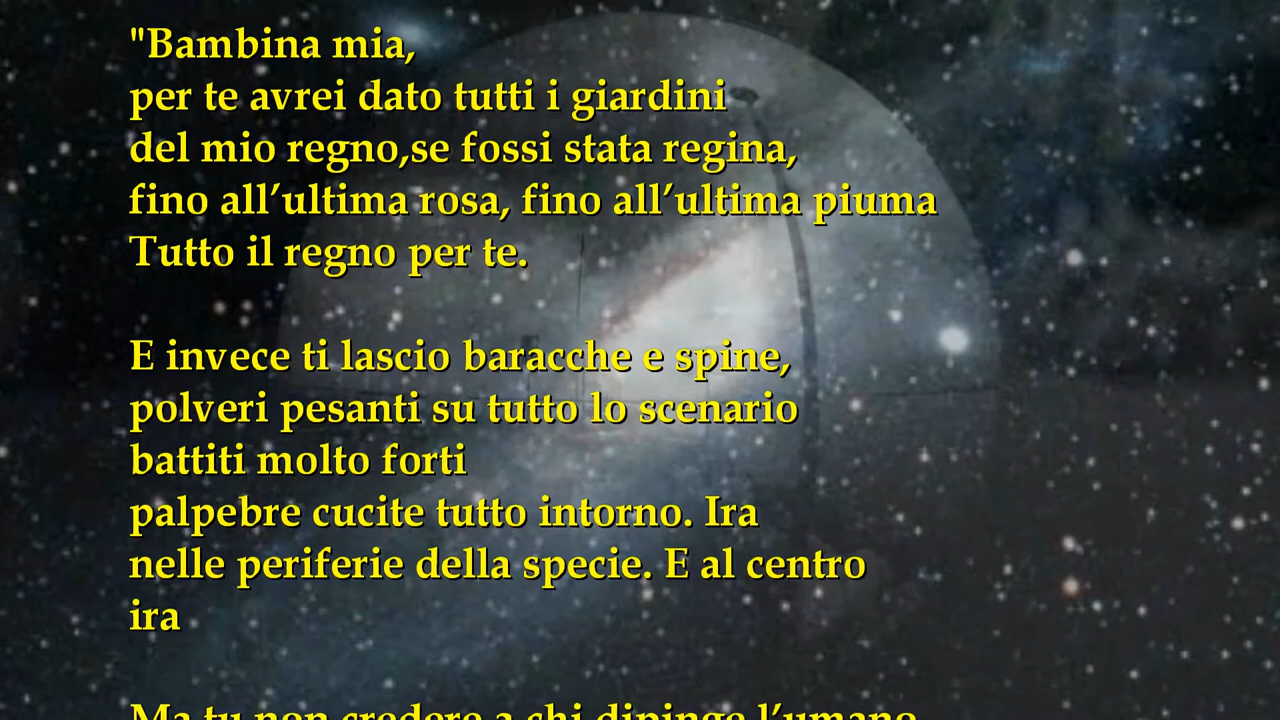 "Bambina mia,
per te avrei dato tutti i giardini
del mio regno,se fossi stata regina,
fino all’ultima rosa, fino all’ultima piuma
Tutto il regno per te.
E invece ti lascio baracche e spine,
polveri pesanti su tutto lo scenario
battiti molto forti
palpebre cucite tutto intorno. Ira
nelle periferie della specie. E al centro
ira
Ma tu non credere a chi dipinge l’umano